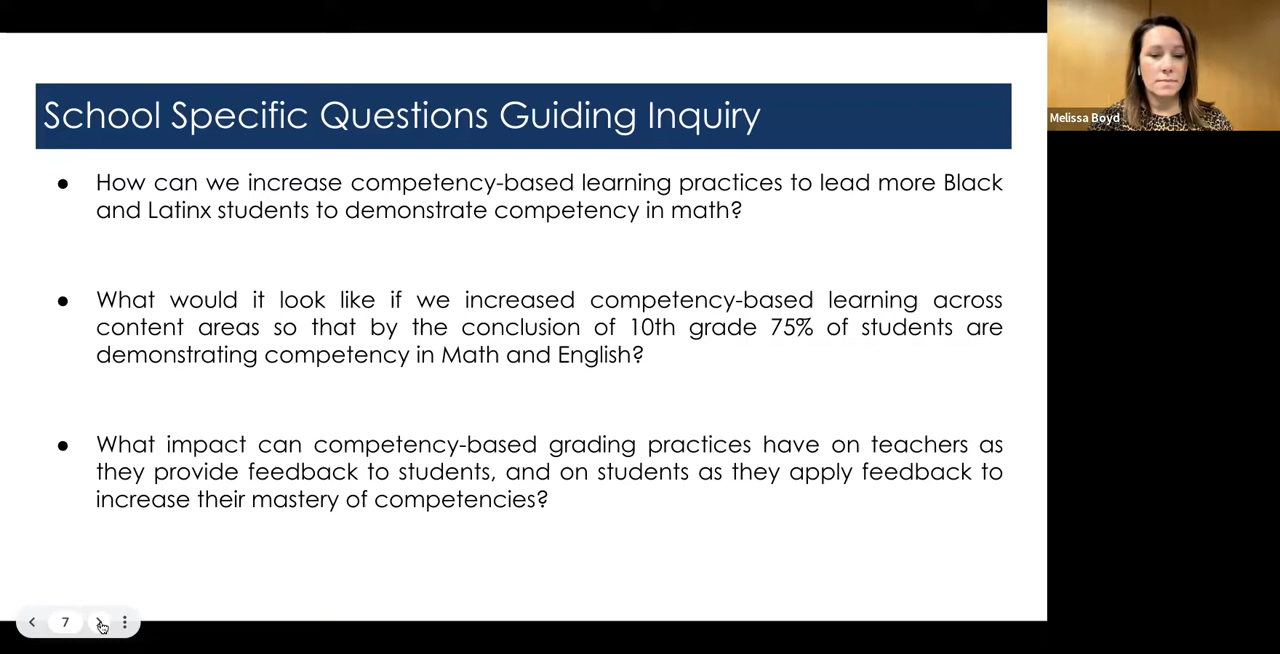 School Specific Questions Guiding Inquiry
Melissa Boyd
● How can we increase competency-based learning practices to lead more Black
and Latinx students to demonstrate competency in math?
● What would it look like if we increased competency-based learning across
content areas so that by the conclusion of 10th grade 75% of students are
demonstrating competency in Math and English?
● What impact can competency-based grading practices have on teachers as
they provide feedback to students, and on students as they apply feedback to
increase their mastery of competencies?
7